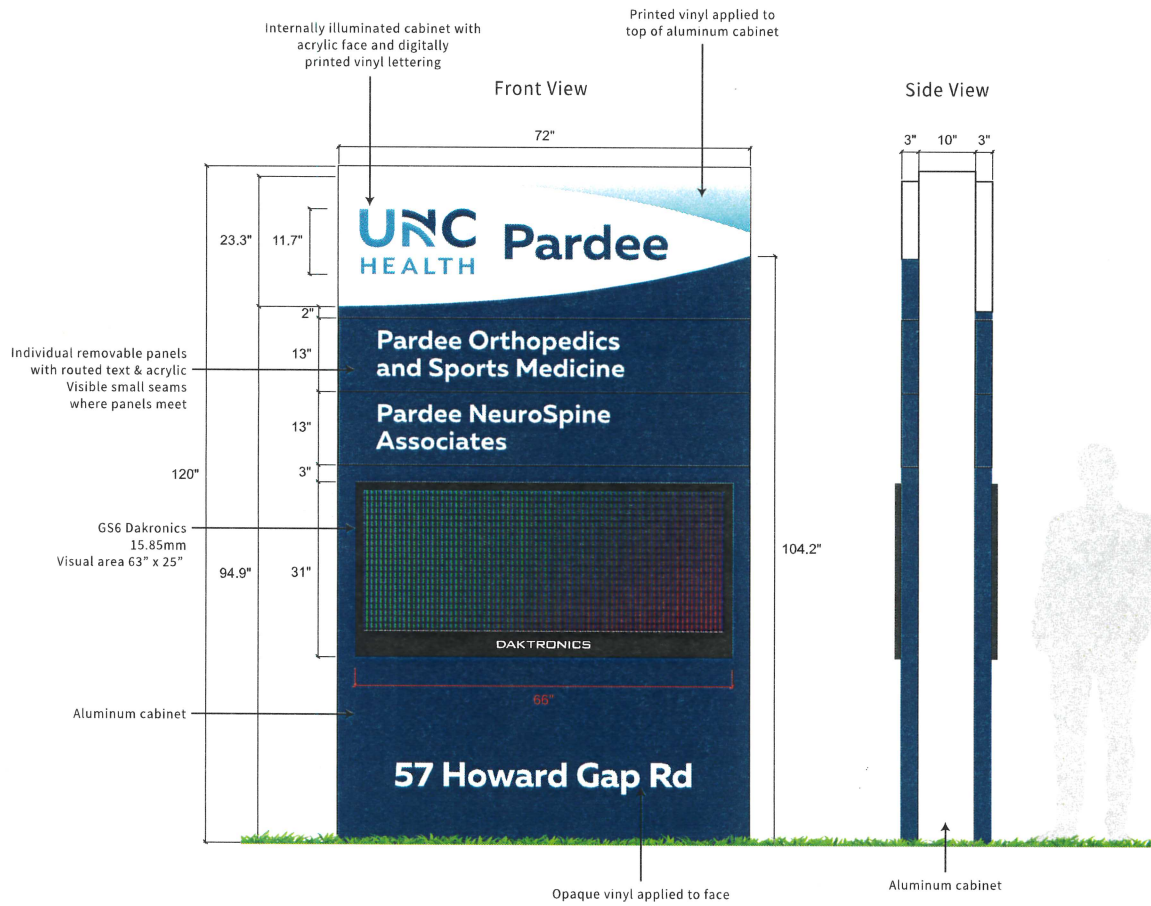 Internally illuminated cabinet with
acrylic face and digitally
printed vinyl lettering
Printed vinyl applied to
top of aluminum cabinet
Front View
Side View
72"
3" 10" 3"
23.3"
11.7"
UNC
HEALTH
Pardee
2"
Individual removable panels
with routed text & acrylic
Visible small seams
where panels meet
13"
Pardee Orthopedics
and Sports Medicine
13"
Pardee NeuroSpine
Associates
120"
3"
GS6 Dakronics
15.85mm
Visual area 63” x 25”
94.9"
31"
104.2"
DAKTRONICS
66"
Aluminum cabinet
57 Howard Gap Rd
Opaque vinyl applied to face
Aluminum cabinet